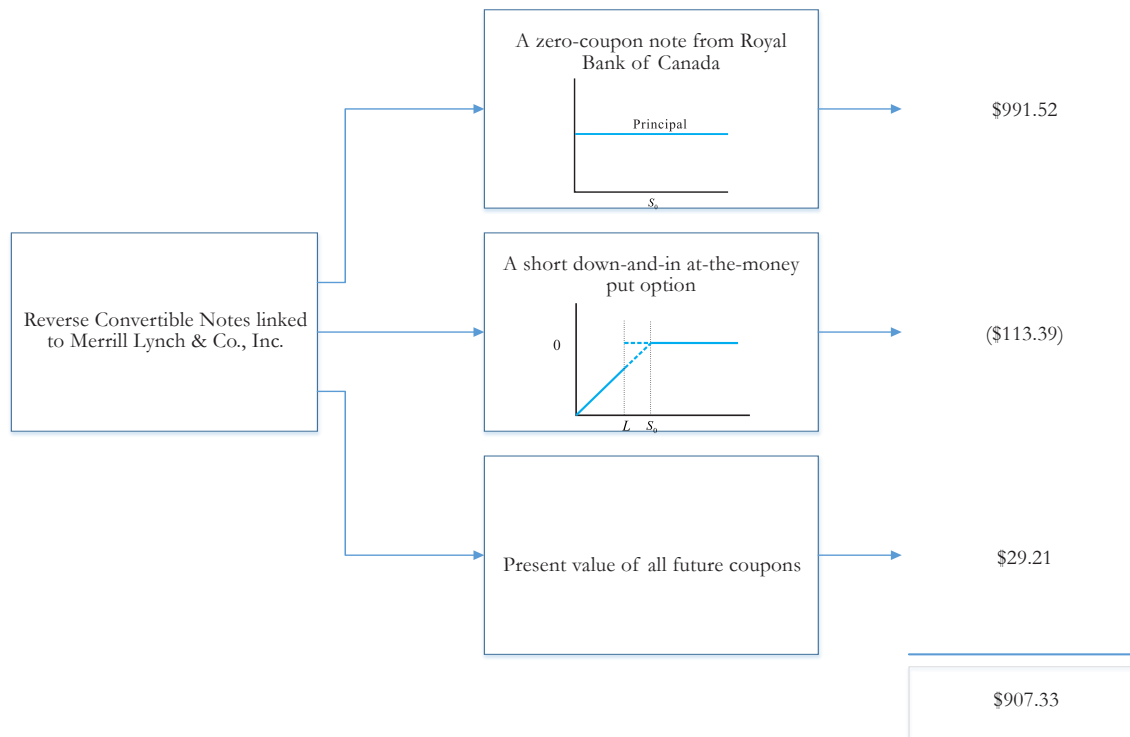 A zero-coupon note from Royal
Bank of Canada
Principal
S₀
$991.52
Reverse Convertible Notes linked
to Merrill Lynch & Co., Inc.
A short down-and-in at-the-money
put option
0
L S₀
($113.39)
Present value of all future coupons
$29.21
$907.33